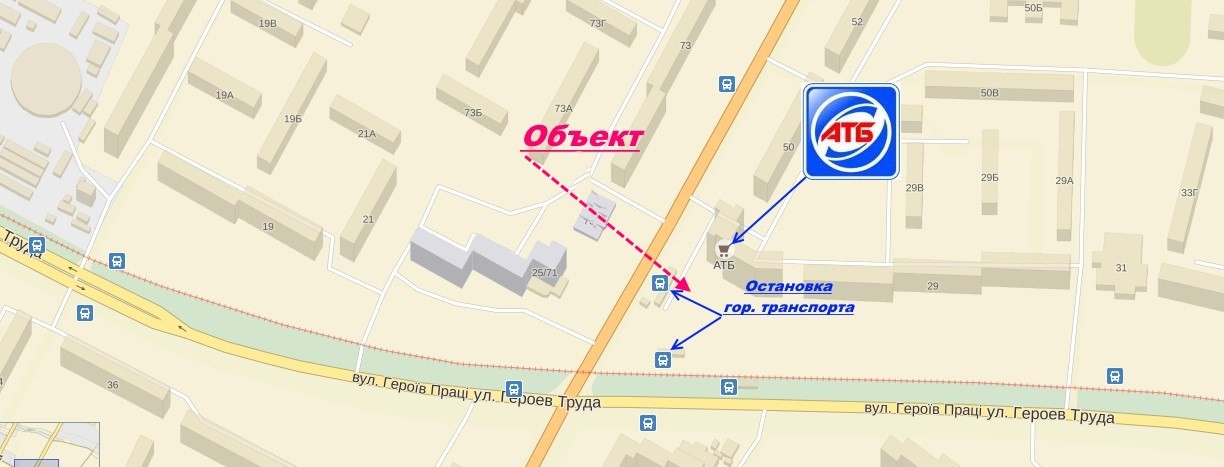 50Б
19В
73Г
52
73
19А
50В
73Б
73А
19Б
21А
Объект
АТБ
50
29В
29Б
29А
33Г
21
19
Труда
АТБ
31
25/71
29
Остановка
гор. транспорта
36
вул. Героїв Праці ул. Героев Труда
вул. Героїв Праці ул. Героев Труда